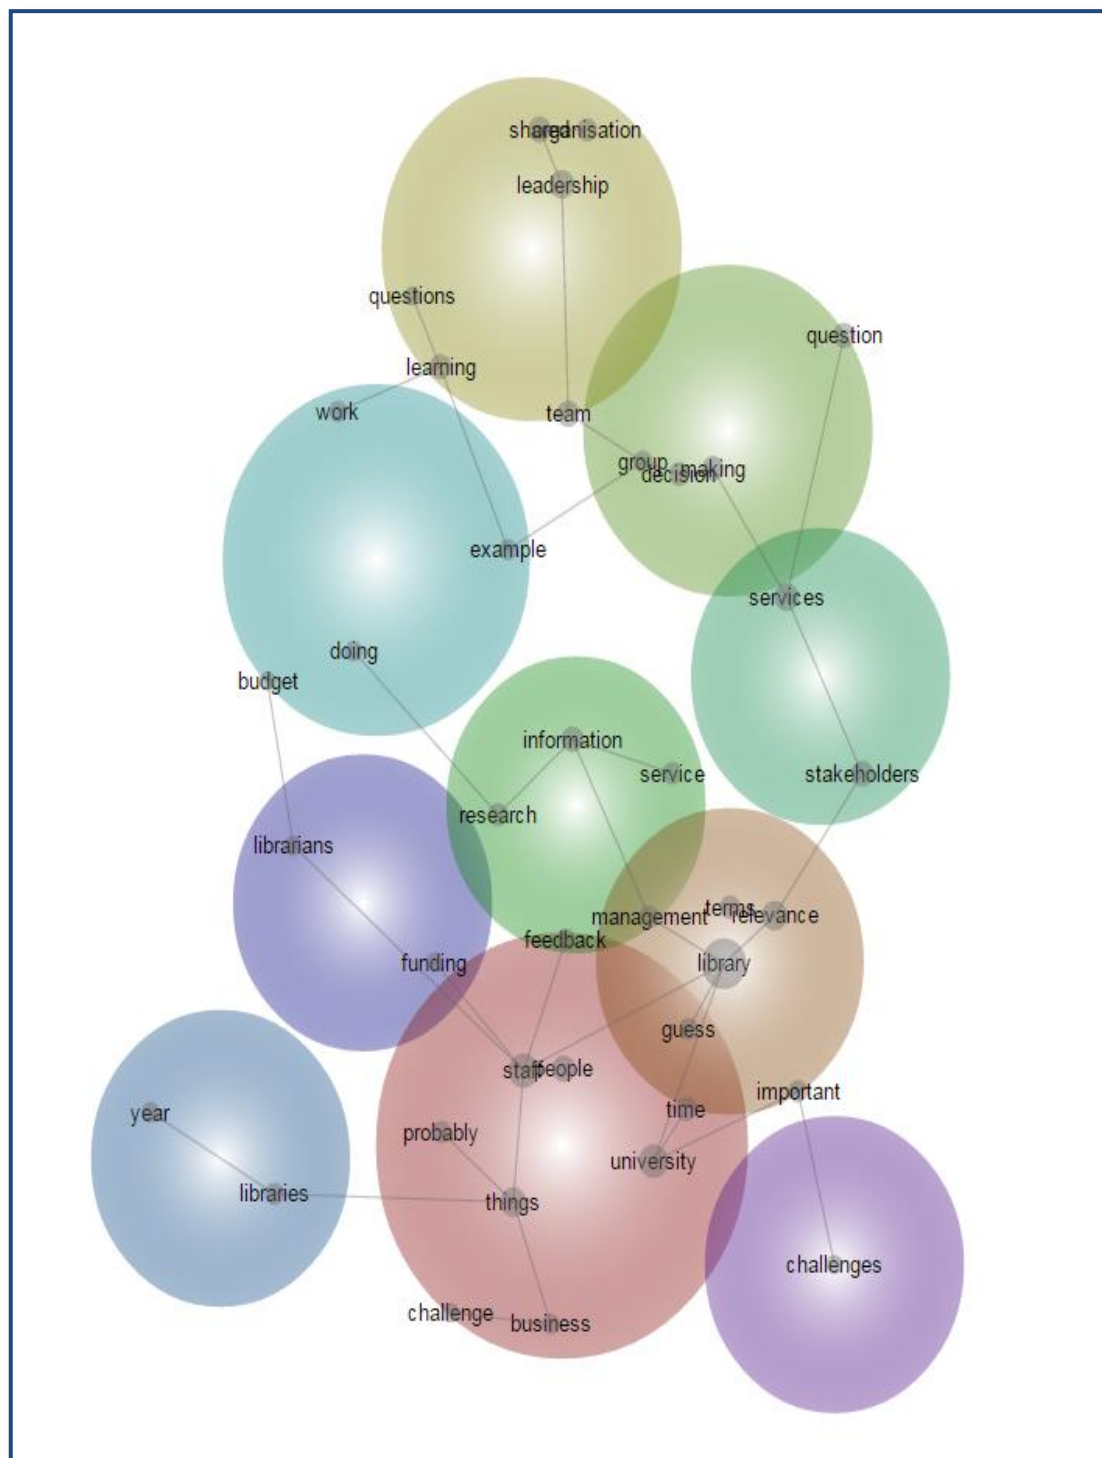 shared
organisation
leadership
questions
question
learning
work
team
group
making
decision
example
services
doing
budget
information
service
stakeholders
research
librarians
terms
relevance
management
feedback
funding
library
guess
staff
people
important
time
year
probably
university
libraries
things
challenges
challenge
business